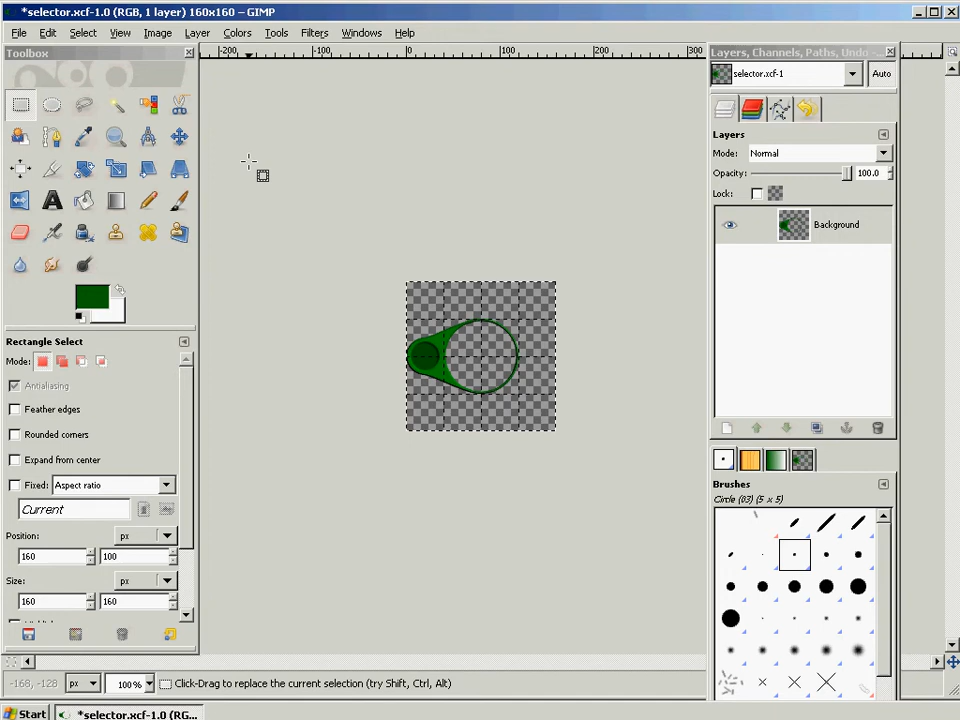 *selector.xcf-1.0 (RGB, 1 layer) 160x160 – GIMP
File Edit Select View Image Layer Colors Tools Filters Windows Help
Toolbox
-200 -100 0 100 200 300
Layers, Channels, Paths, Undo -
selector.xcf-1 Auto
Layers
Mode: Normal
Opacity: 100.0
Lock:
Background
Rectangle Select
Mode:
Antialiasing
Feather edges
Rounded corners
Expand from center
Fixed: Aspect ratio
Current
Position: px
160 100
Size: px
160 160
Brushes
Circle (03) (5 x 5)
-168, -128 px 100% Click-Drag to replace the current selection (try Shift, Ctrl, Alt)
Start *selector.xcf-1.0 (RG...